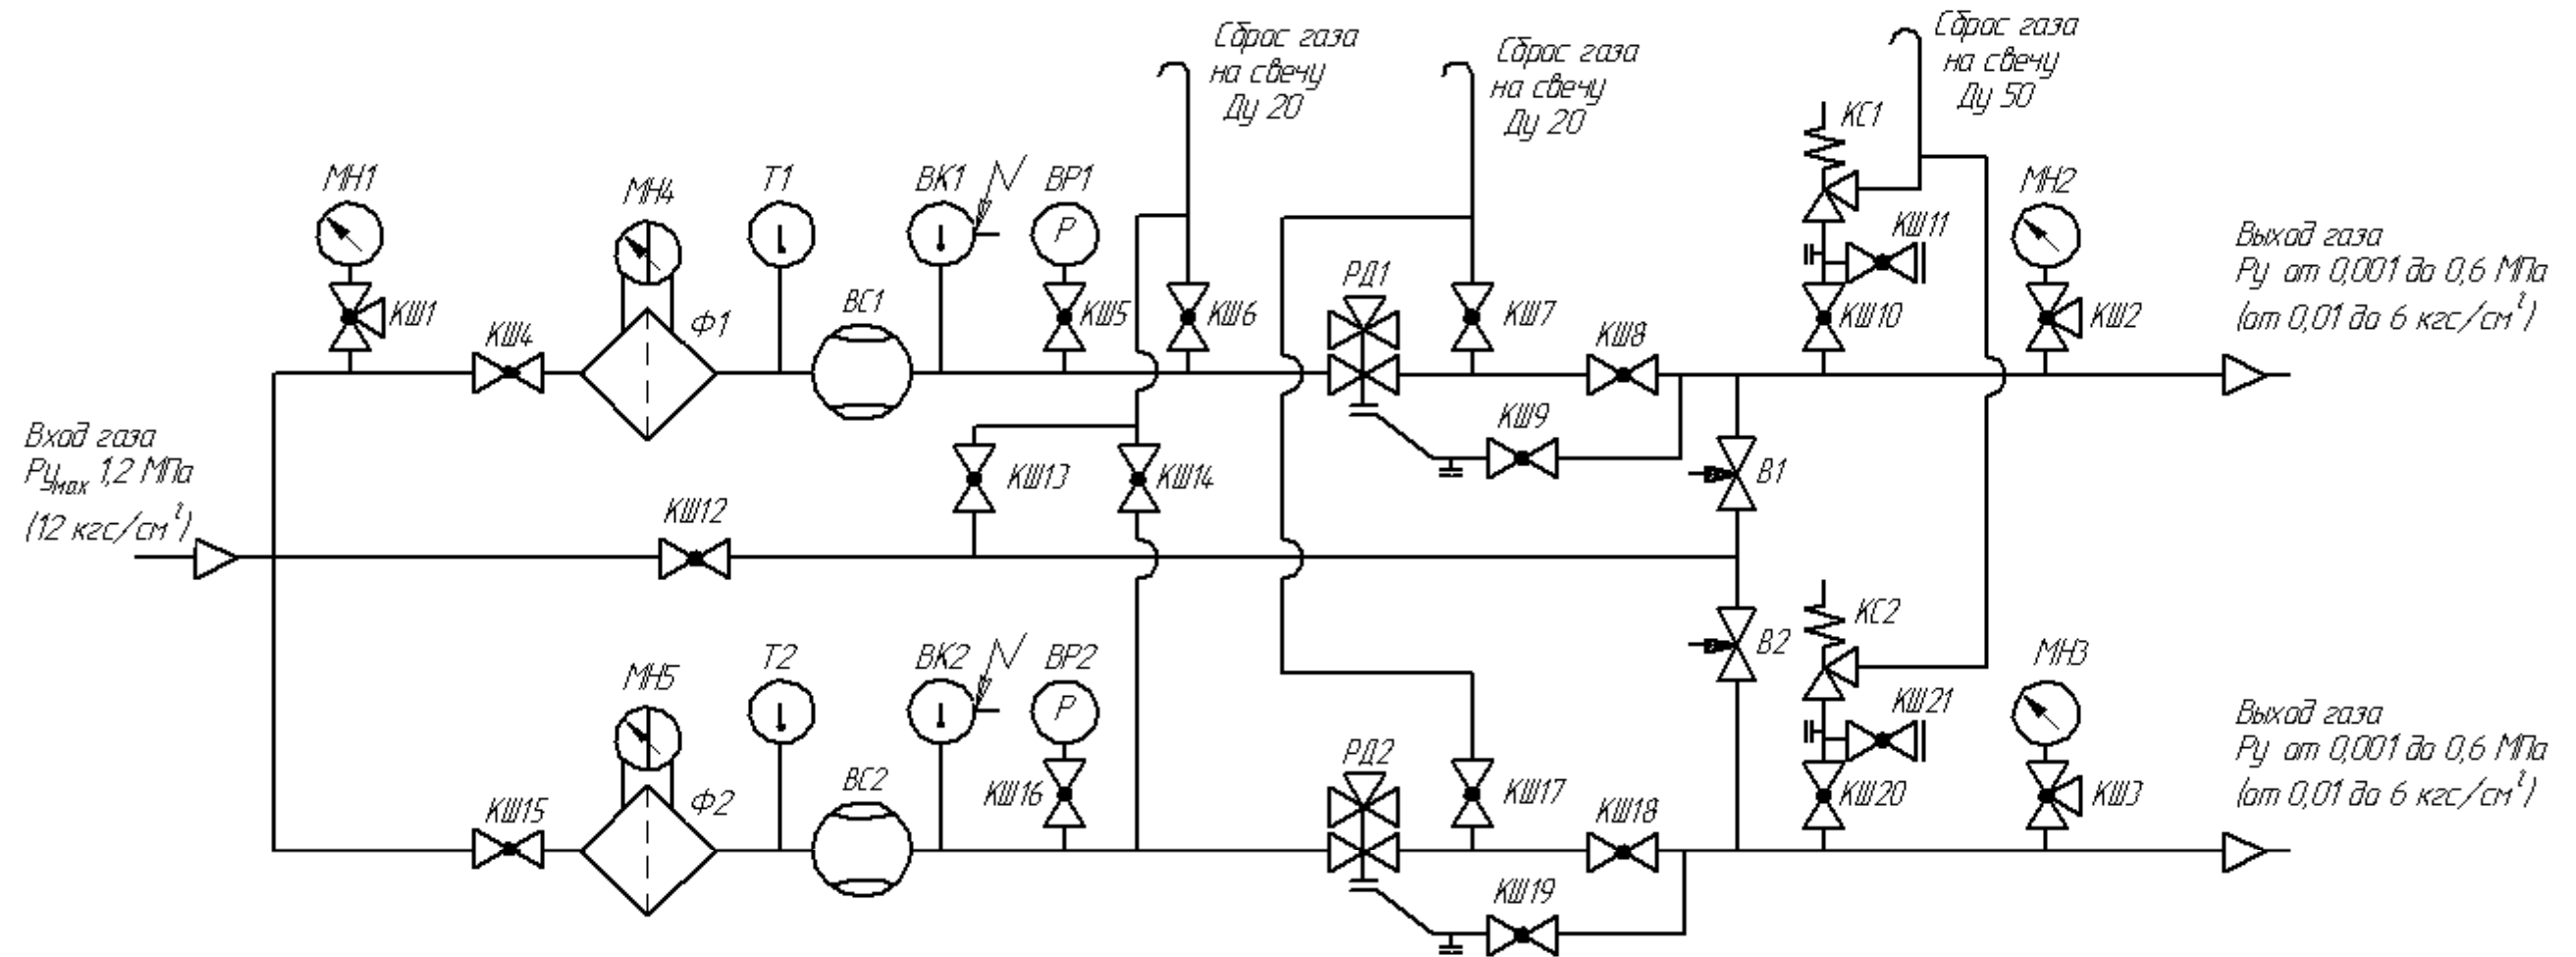 Сброс газа
на свечу
Ду 20
Сброс газа
на свечу
Ду 20
Сброс газа
на свечу
Ду 50
КС1
МН1
МН4
Т1
ВК1
ВР1
Р
МН2
КШ11
Выход газа
Ру от 0,001 до 0,6 МПа
(от 0,01 до 6 кгс/см²)
КШ1
Ф1
ВС1
КШ5
КШ6
РД1
КШ7
КШ10
КШ2
КШ4
КШ8
КШ9
Вход газа
Руmax 1,2 МПа
(12 кгс/см²)
КШ12
КШ13
КШ14
В1
В2
КС2
МН5
Т2
ВК2
ВР2
Р
МН3
КШ21
Выход газа
Ру от 0,001 до 0,6 МПа
(от 0,01 до 6 кгс/см²)
КШ15
Ф2
ВС2
КШ16
РД2
КШ17
КШ18
КШ20
КШ3
КШ19